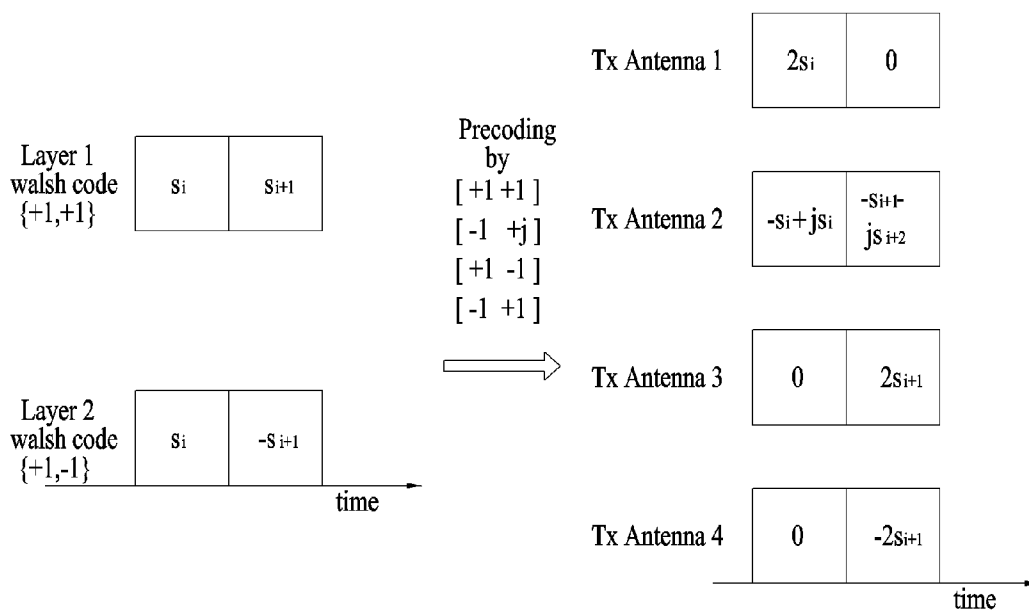 Layer 1
walsh code
{+1,+1}
si
si+1
Layer 2
walsh code
{+1,-1}
si
-si+1
time
Precoding
by
[ +1 +1 ]
[ -1 +j ]
[ +1 -1 ]
[ -1 +1 ]
Tx Antenna 1
2si
0
Tx Antenna 2
-si+jsi
-si+1-
jsi+2
Tx Antenna 3
0
2si+1
Tx Antenna 4
0
-2si+1
time